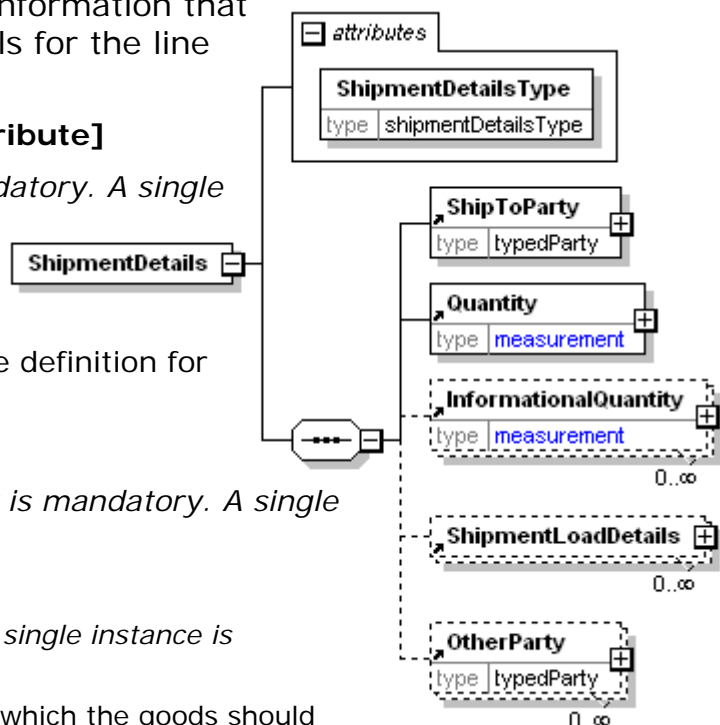 nformation that
ls for the line
ribute]
datory. A single
e definition for
is mandatory. A single
single instance is
which the goods should
attributes
ShipmentDetailsType
type shipmentDetailsType
ShipmentDetails
ShipToParty
type typedParty
Quantity
type measurement
InformationalQuantity
type measurement
0..∞
ShipmentLoadDetails
0..∞
OtherParty
type typedParty
0..∞